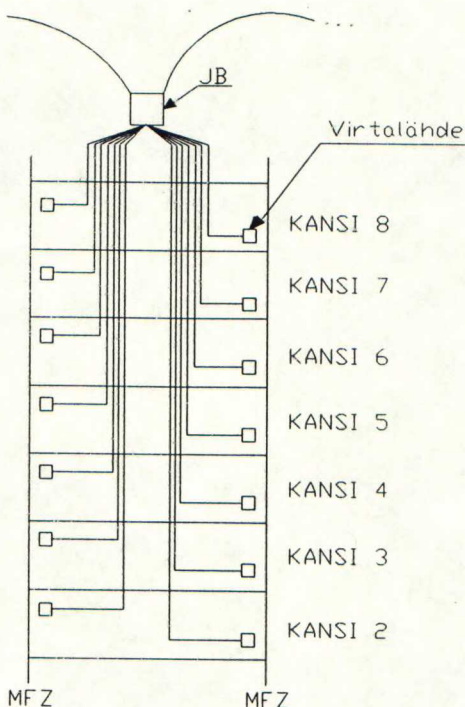 ...
JB
Virtalähde
KANSI 8
KANSI 7
KANSI 6
KANSI 5
KANSI 4
KANSI 3
KANSI 2
MFZ MFZ